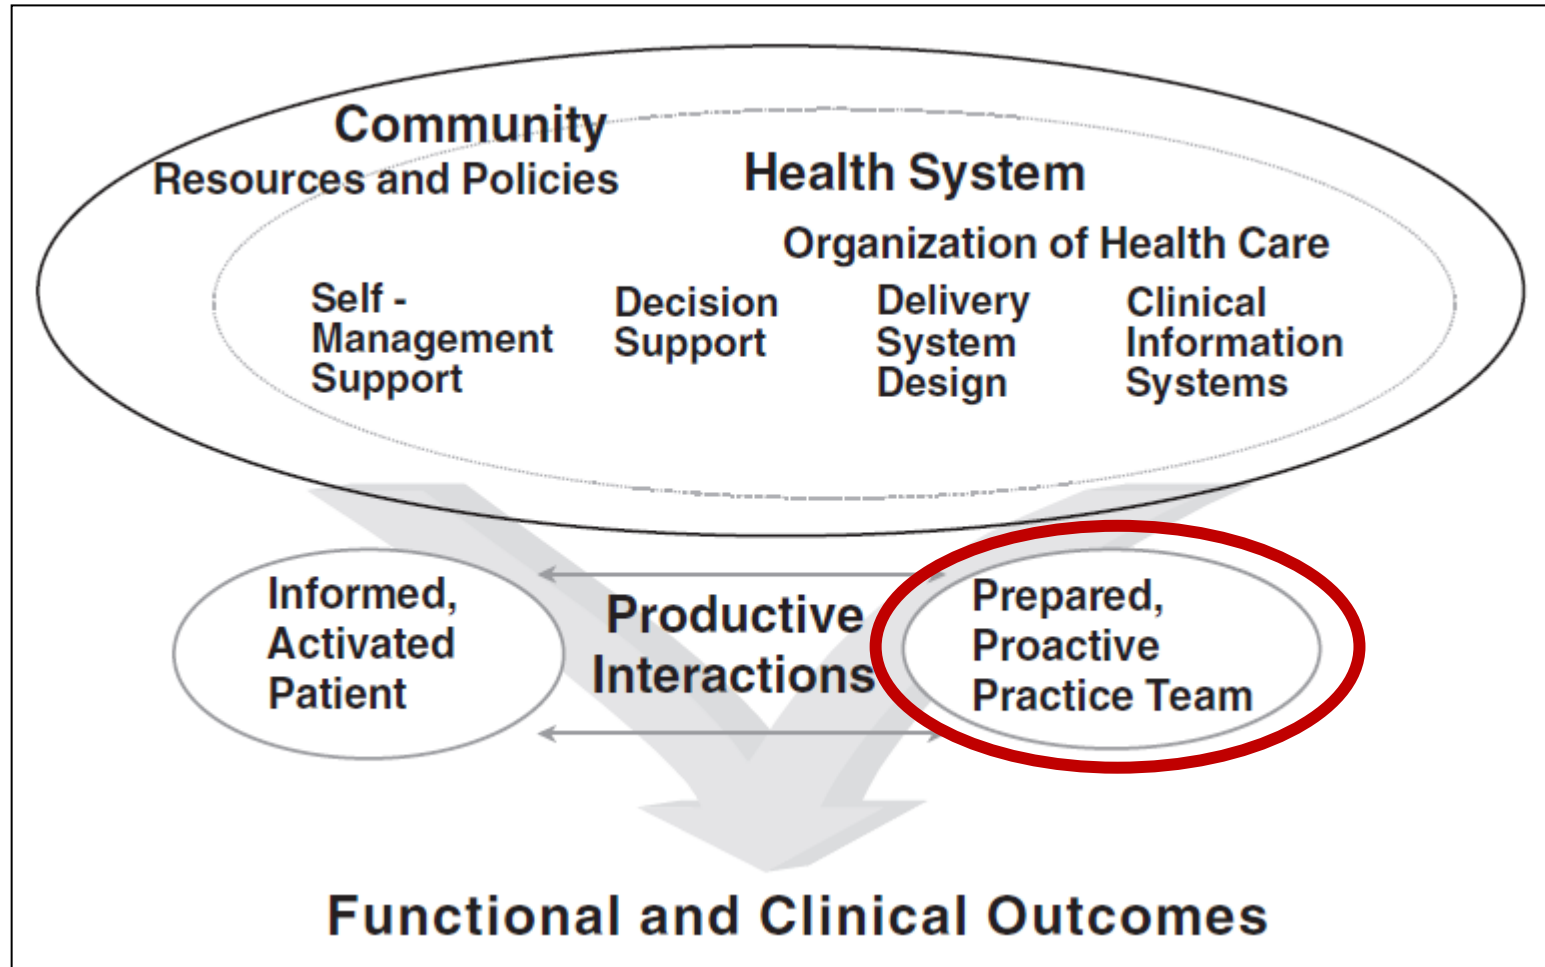 Community
Resources and Policies
Health System
Organization of Health Care
Self -
Management
Support
Decision
Support
Delivery
System
Design
Clinical
Information
Systems
Informed,
Activated
Patient
Productive
Interactions
Prepared,
Proactive
Practice Team
Functional and Clinical Outcomes